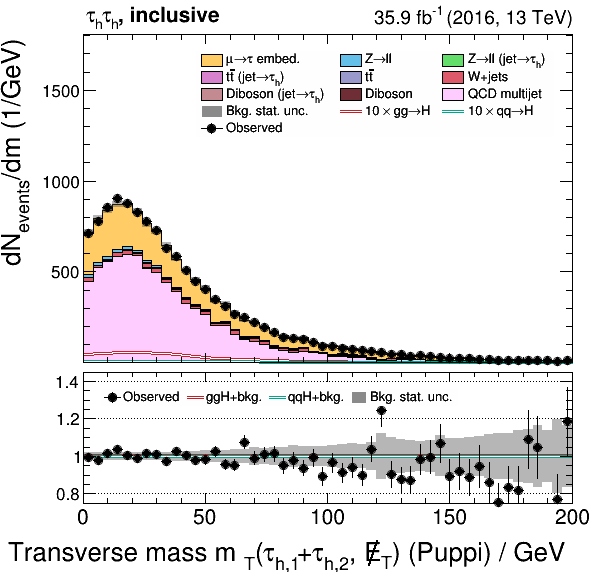 τhτh, inclusive 35.9 fb⁻¹ (2016, 13 TeV)
dNevents/dm (1/GeV)
1500
1000
500
μ→τ embed. Z→ll Z→ll (jet→τh)
tt̄ (jet→τh) tt̄ W+jets
Diboson (jet→τh) Diboson QCD multijet
Bkg. stat. unc. 10 × gg→H 10 × qq→H
Observed
1.4
1.2
1
0.8
Observed ggH+bkg. qqH+bkg. Bkg. stat. unc.
0 50 100 150 200
Transverse mass m T(τh,1+τh,2, E̸T) (Puppi) / GeV